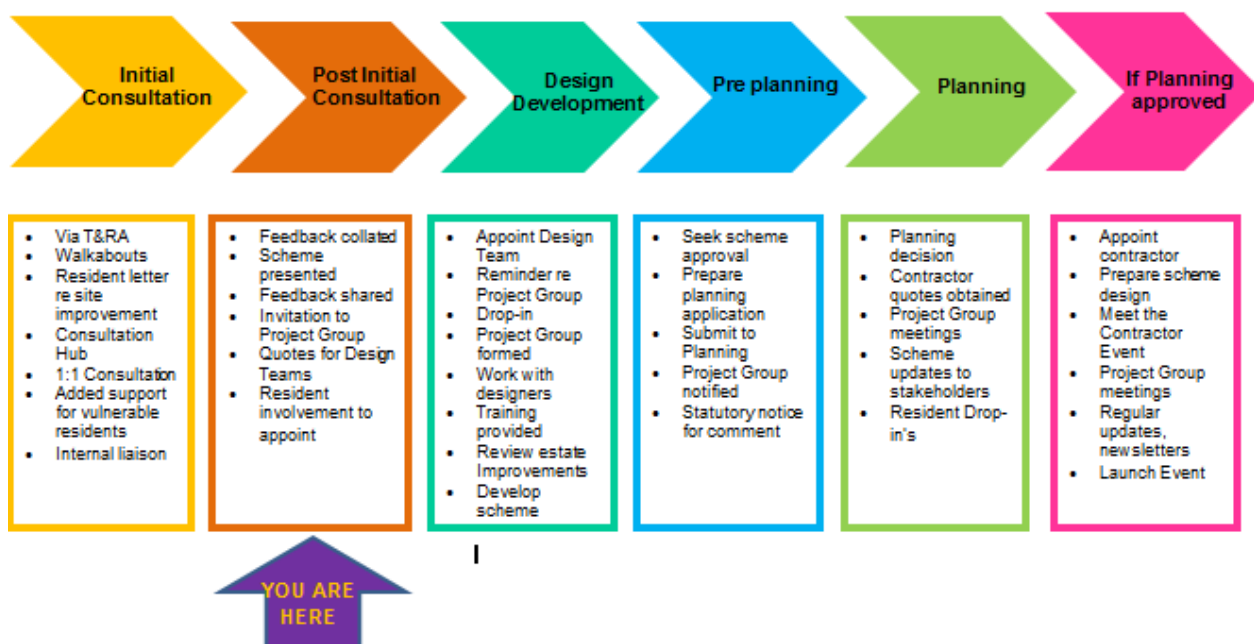 Initial
Consultation
Post Initial
Consultation
Design
Development
Pre planning
Planning
If Planning
approved
• Via T&RA
• Walkabouts
• Resident letter
re site
improvement
• Consultation
Hub
• 1:1 Consultation
• Added support
for vulnerable
residents
• Internal liaison
• Feedback collated
• Scheme
presented
• Feedback shared
• Invitation to
Project Group
• Quotes for Design
Teams
• Resident
involvement to
appoint
• Appoint Design
Team
• Reminder re
Project Group
• Drop-in
• Project Group
formed
• Work with
designers
• Training
provided
• Review estate
Improvements
• Develop
scheme
• Seek scheme
approval
• Prepare
planning
application
• Submit to
Planning
• Project Group
notified
• Statutory notice
for comment
• Planning
decision
• Contractor
quotes obtained
• Project Group
meetings
• Scheme
updates to
stakeholders
• Resident Drop-
in's
• Appoint
contractor
• Prepare scheme
design
• Meet the
Contractor
Event
• Project Group
meetings
• Regular
updates,
newsletters
• Launch Event
YOU ARE
HERE